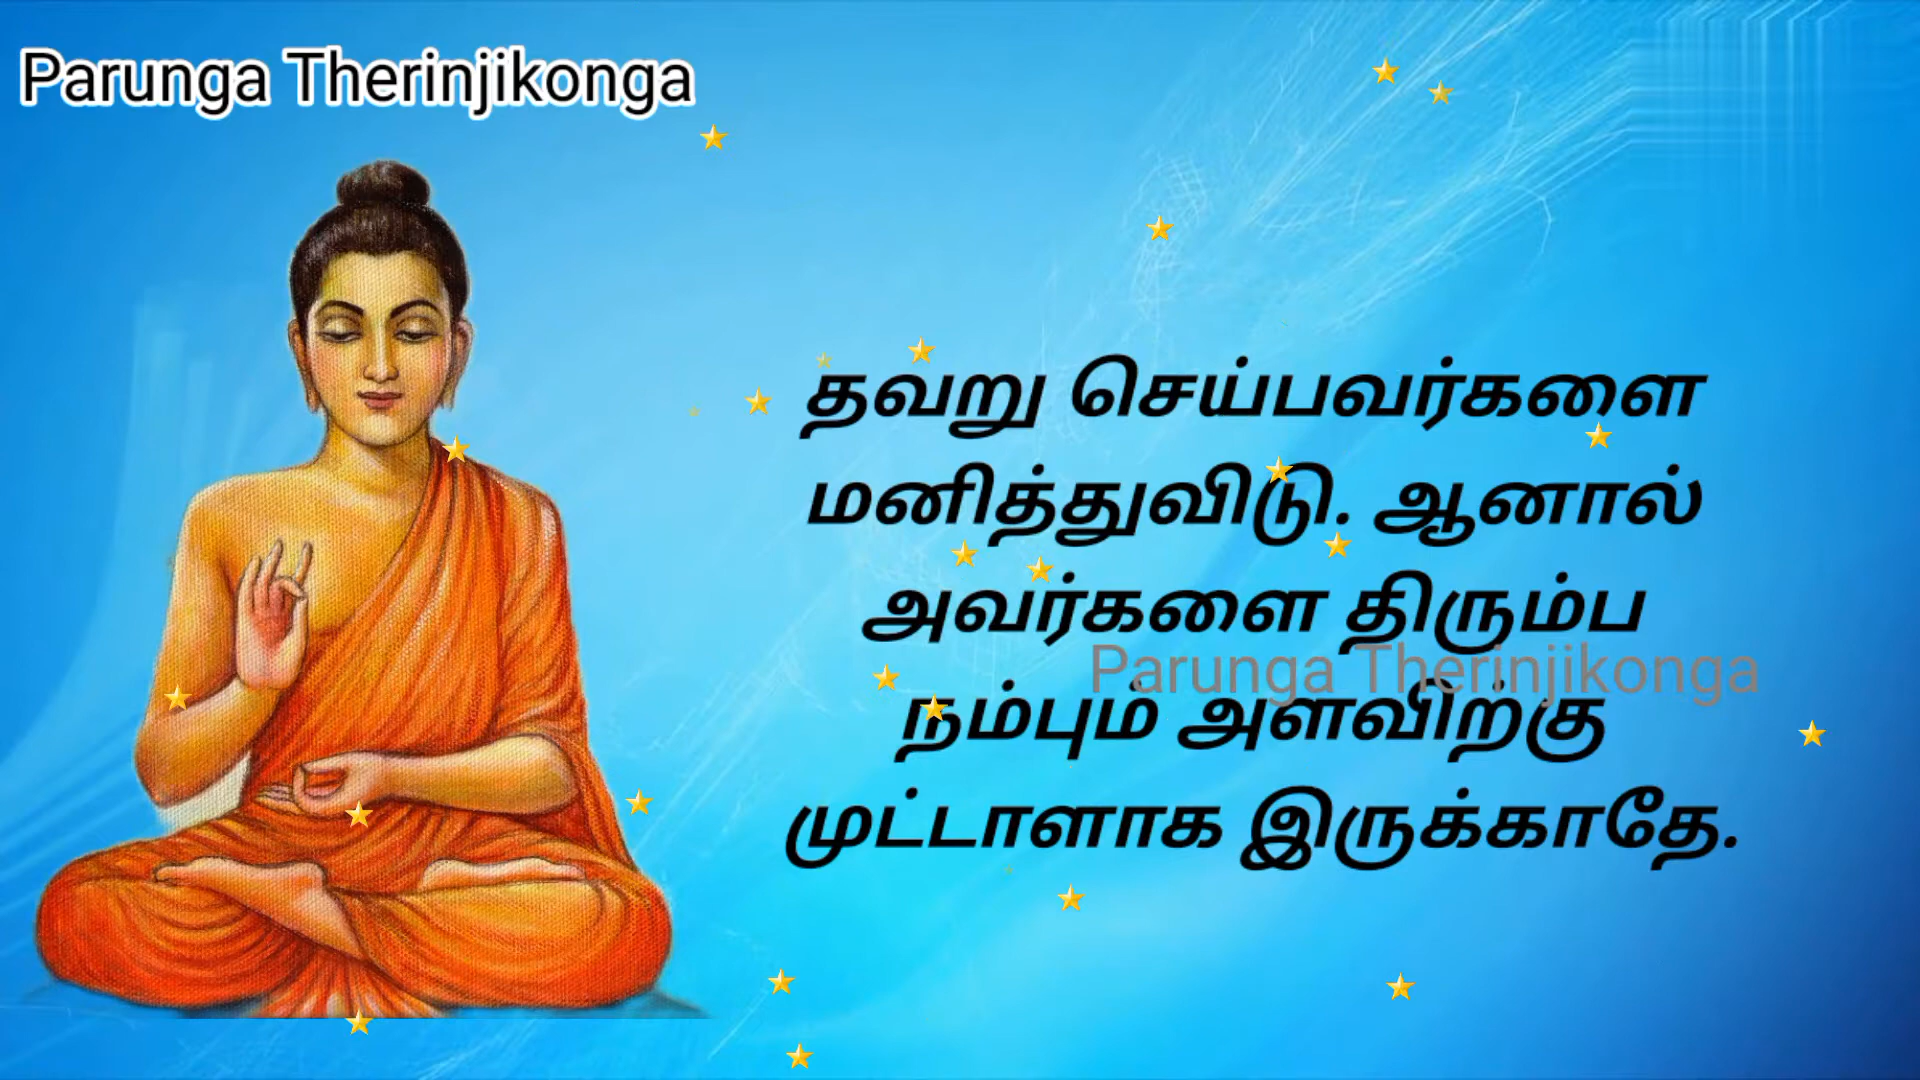 Parunga Therinjikonga
தவறு செய்பவர்களை
மனித்துவிடு. ஆனால்
அவர்களை திரும்ப
Parunga Therinjikonga
நம்பும் அளவிற்கு
முட்டாளாக இருக்காதே.